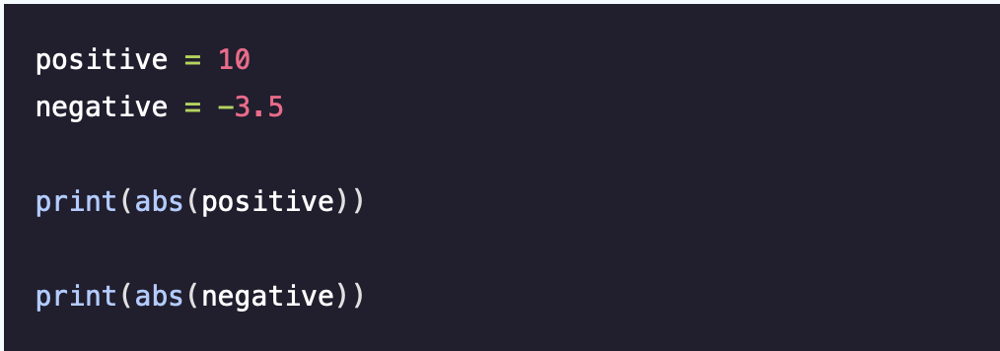 positive = 10
negative = -3.5
print(abs(positive))
print(abs(negative))